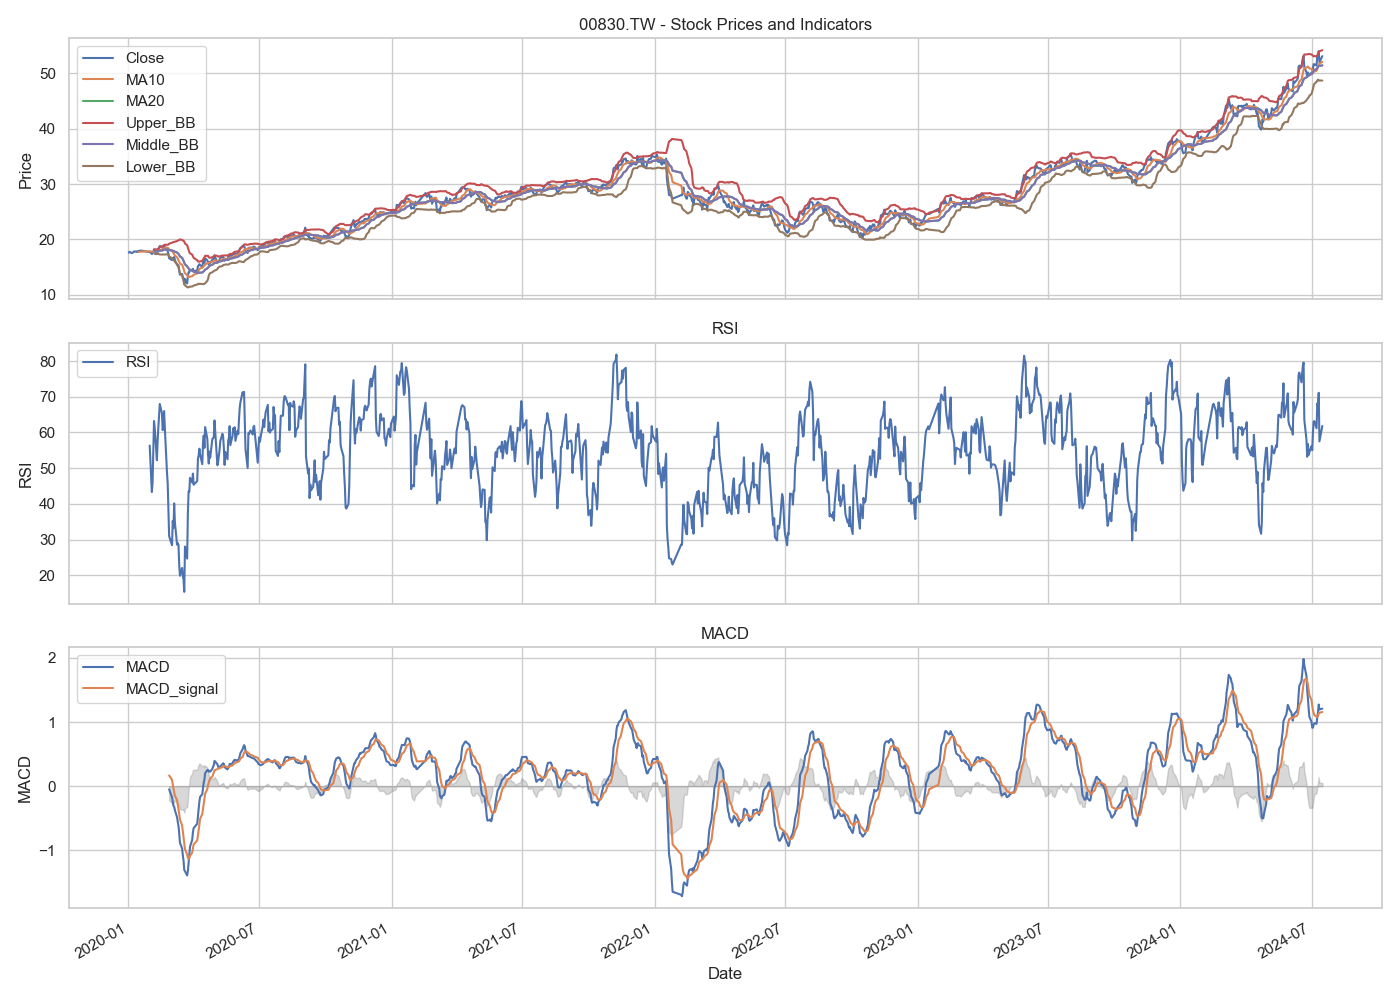 00830.TW - Stock Prices and Indicators
Close
MA10
MA20
Upper_BB
Middle_BB
Lower_BB
Price
50
40
30
20
10
RSI
RSI
RSI
80
70
60
50
40
30
20
MACD
MACD
MACD_signal
MACD
2
1
0
−1
2020-01
2020-07
2021-01
2021-07
2022-01
2022-07
2023-01
2023-07
2024-01
2024-07
Date